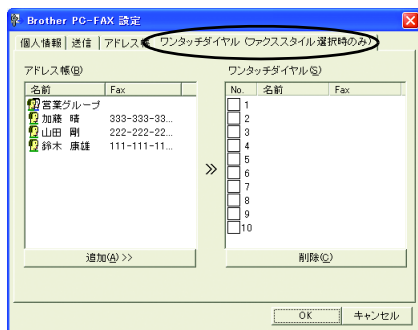 Brother PC-FAX 設定
個人情報 送信 アドレス帳 ワンタッチダイヤル (ファクススタイル選択時のみ)
アドレス帳(B)
名前 Fax
営業グループ
加藤 晴 333-333-33...
山田 剛 222-222-22...
鈴木 康雄 111-111-11...
追加(A) >>
»
ワンタッチダイヤル(S)
No. 名前 Fax
1
2
3
4
5
6
7
8
9
10
削除(C)
OK キャンセル